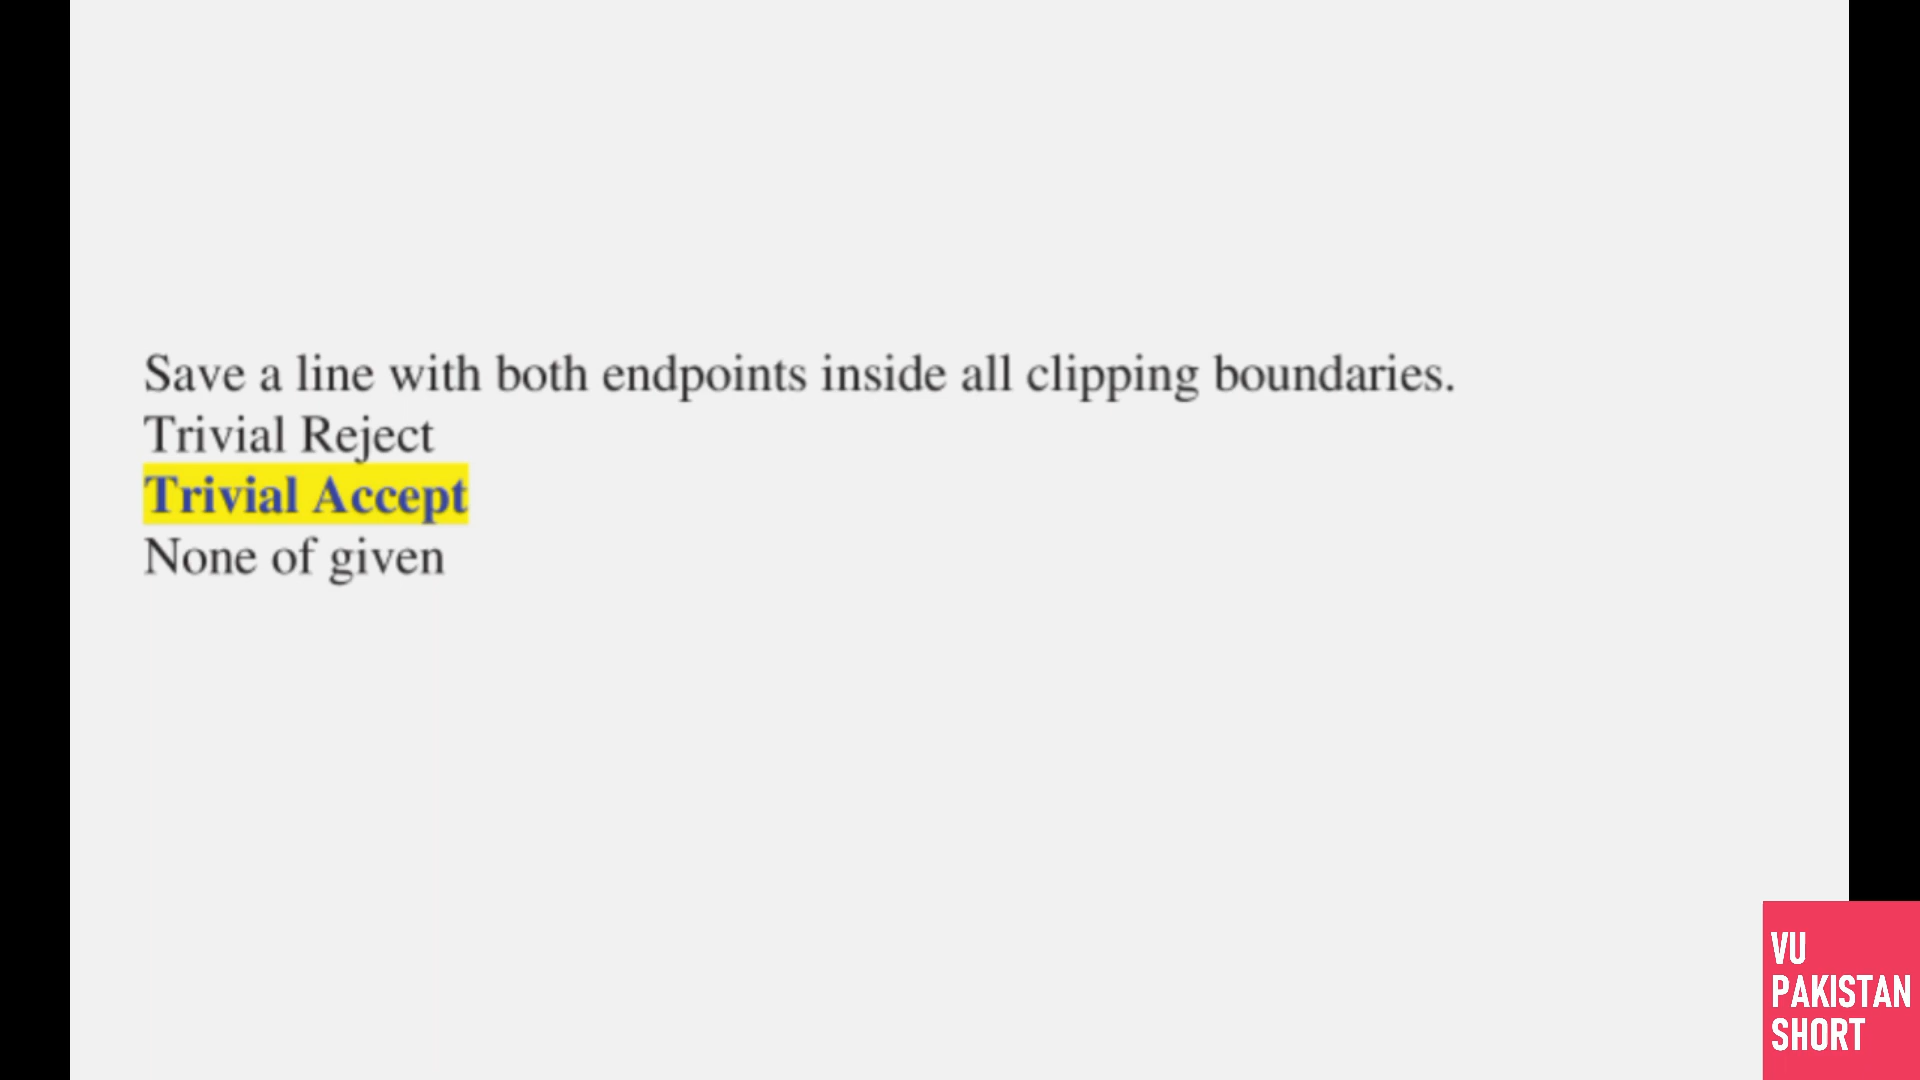 Save a line with both endpoints inside all clipping boundaries.
Trivial Reject
Trivial Accept
None of given
VU
PAKISTAN
SHORT